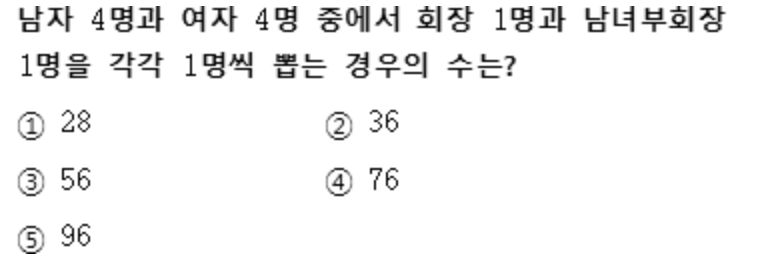 남자 4명과 여자 4명 중에서 회장 1명과 남녀부회장
1명을 각각 1명씩 뽑는 경우의 수는?
① 28 ② 36
③ 56 ④ 76
⑤ 96